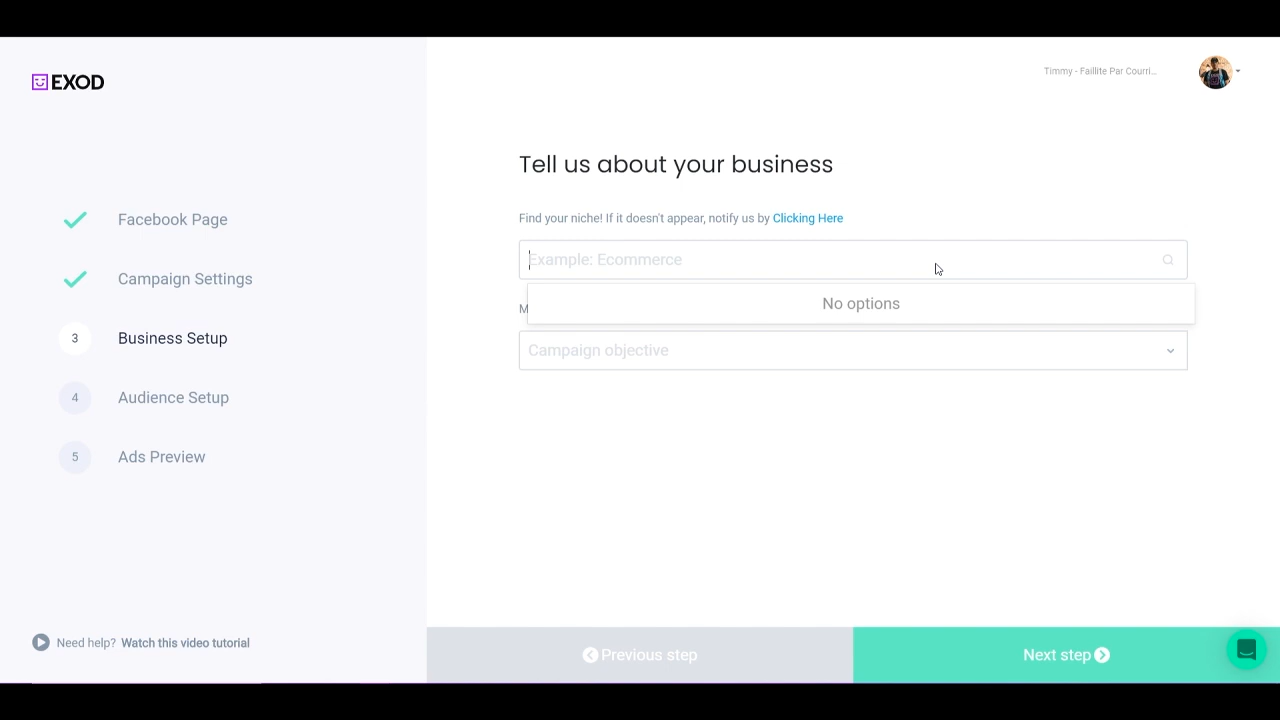 EXOD
Timmy - Faillite Par Courri...
Tell us about your business
Find your niche! If it doesn't appear, notify us by Clicking Here
Example: Ecommerce
No options
M
Campaign objective
Facebook Page
Campaign Settings
3 Business Setup
4 Audience Setup
5 Ads Preview
Need help? Watch this video tutorial
Previous step
Next step